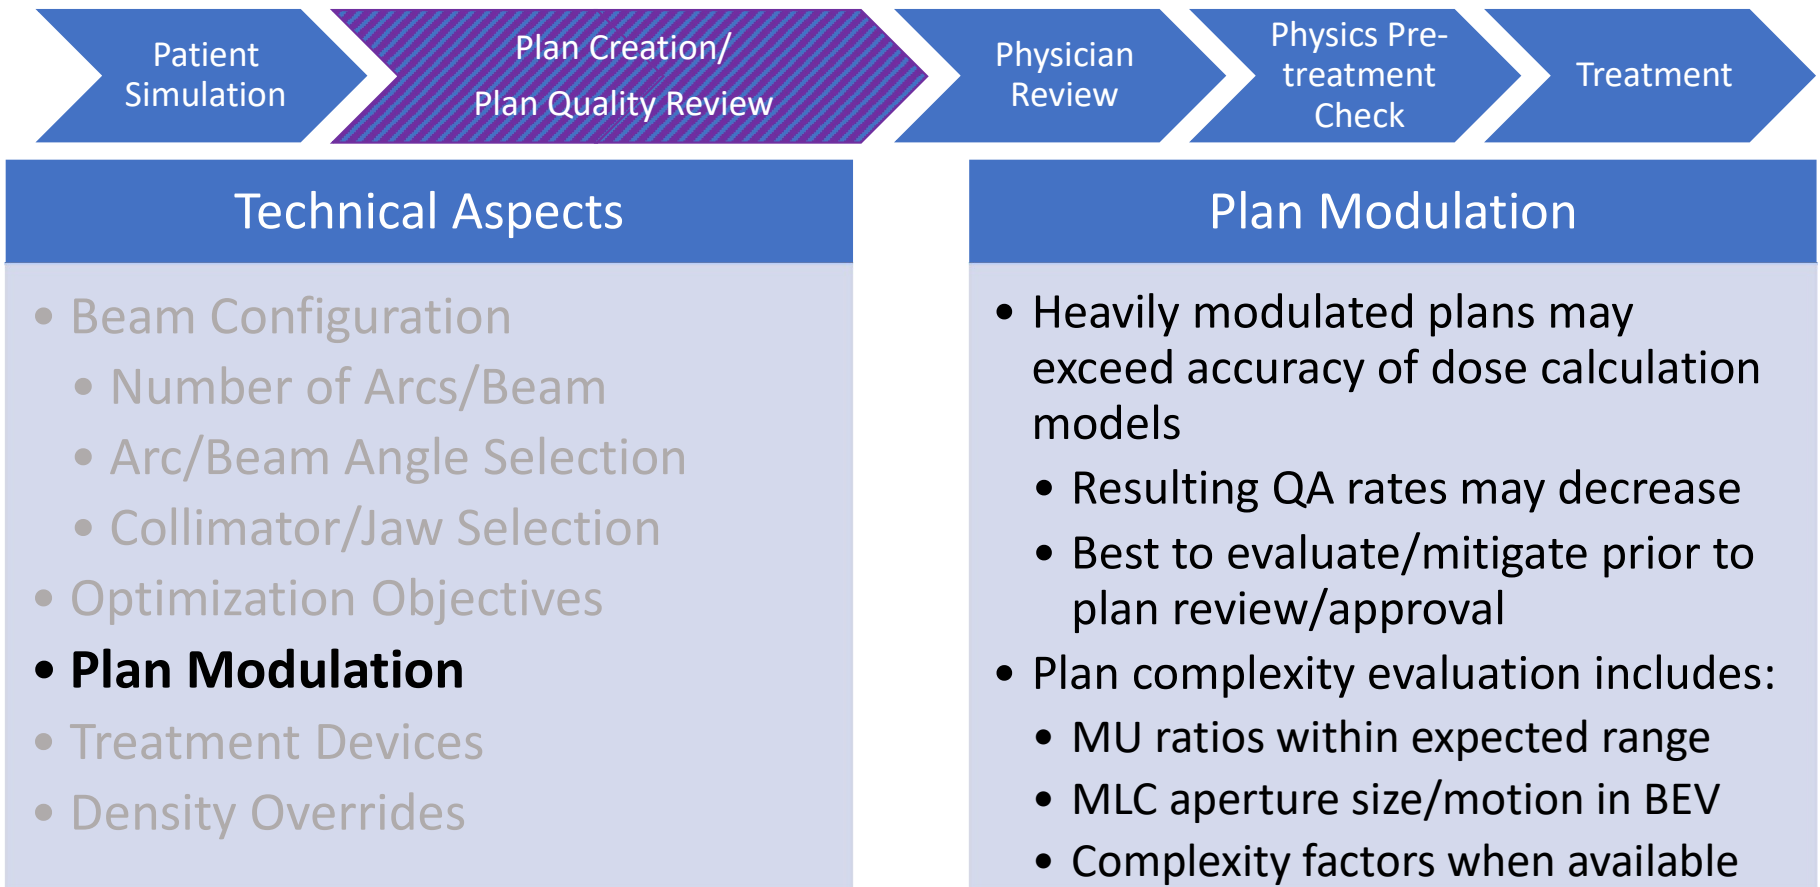 Patient
Simulation
Plan Creation/
Plan Quality Review
Physician
Review
Physics Pre-
treatment
Check
Treatment
Technical Aspects
• Beam Configuration
• Number of Arcs/Beam
• Arc/Beam Angle Selection
• Collimator/Jaw Selection
• Optimization Objectives
• Plan Modulation
• Treatment Devices
• Density Overrides
Plan Modulation
• Heavily modulated plans may
exceed accuracy of dose calculation
models
• Resulting QA rates may decrease
• Best to evaluate/mitigate prior to
plan review/approval
• Plan complexity evaluation includes:
• MU ratios within expected range
• MLC aperture size/motion in BEV
• Complexity factors when available